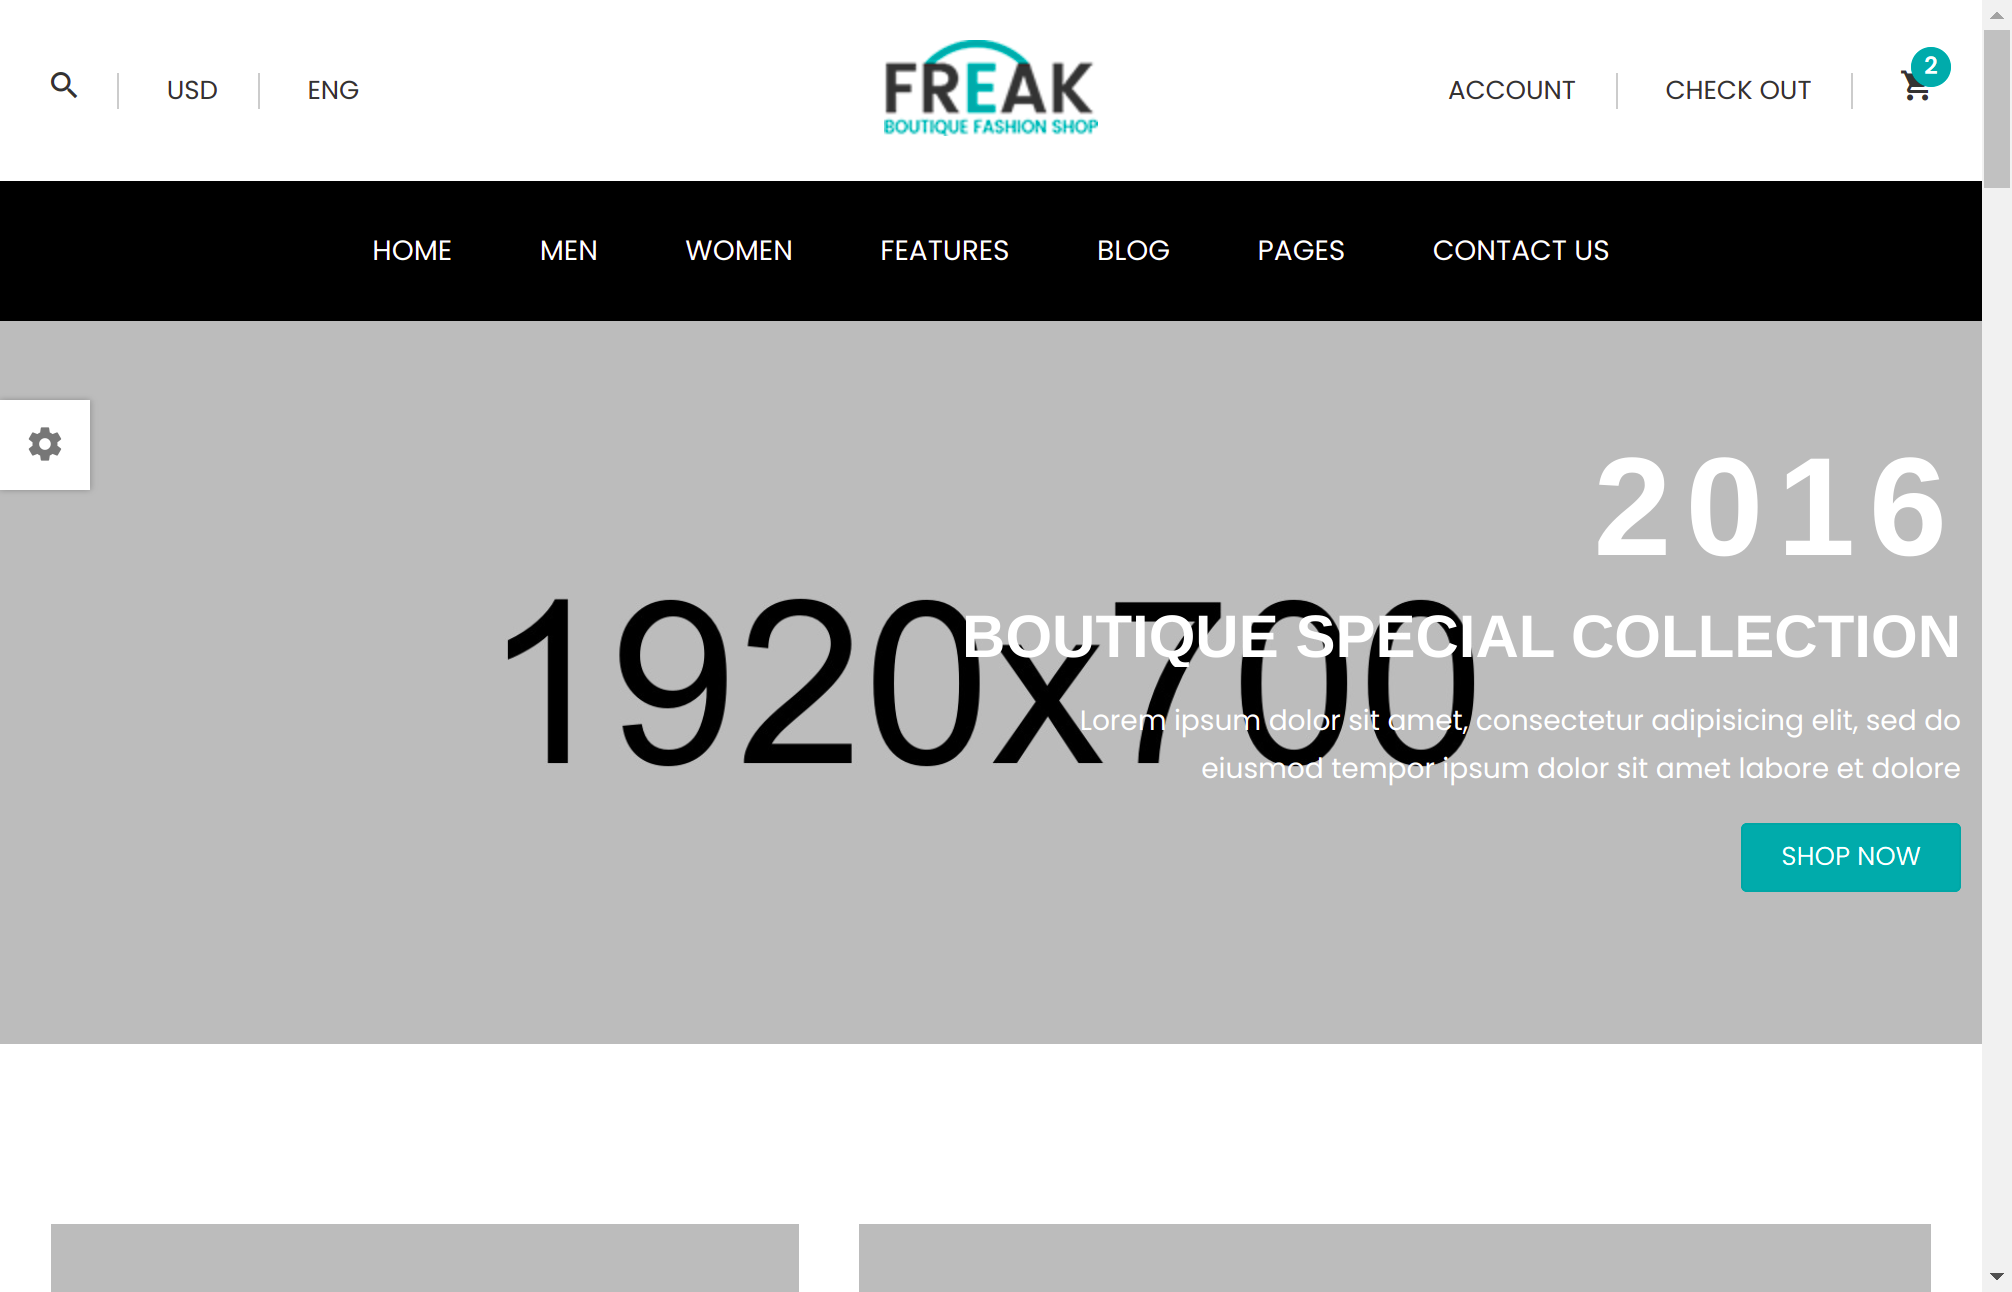 USD
ENG
FREAK
BOUTIQUE FASHION SHOP
ACCOUNT
CHECK OUT
2
HOME
MEN
WOMEN
FEATURES
BLOG
PAGES
CONTACT US
1920x700
2016
BOUTIQUE SPECIAL COLLECTION
Lorem ipsum dolor sit amet, consectetur adipisicing elit, sed do
eiusmod tempor ipsum dolor sit amet labore et dolore
SHOP NOW